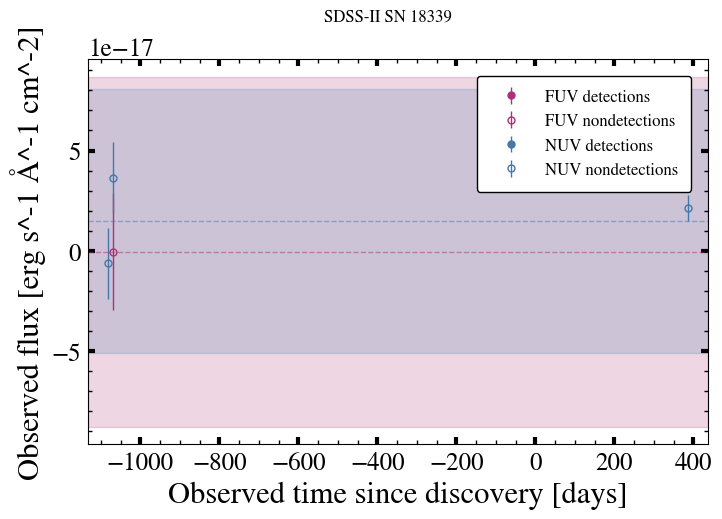 SDSS-II SN 18339
1e−17
FUV detections
FUV nondetections
NUV detections
NUV nondetections
5
0
−5
Observed flux [erg s^-1 Å^-1 cm^-2]
−1000 −800 −600 −400 −200 0 200 400
Observed time since discovery [days]